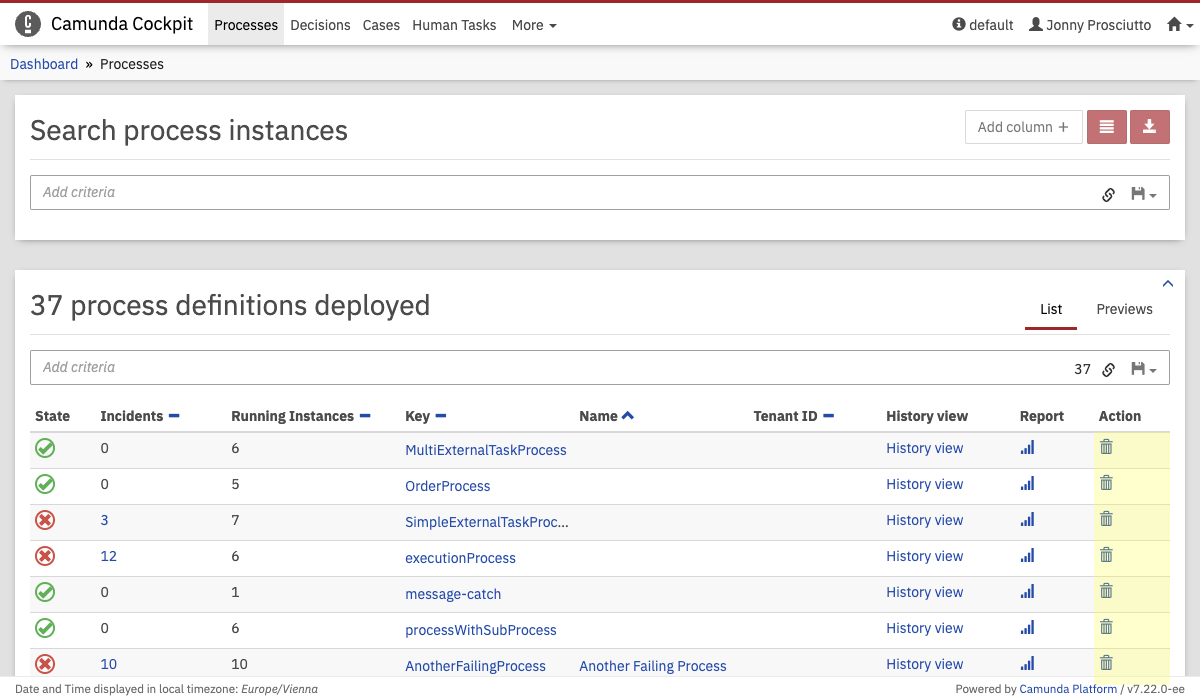 Camunda Cockpit Processes Decisions Cases Human Tasks More default Jonny Prosciutto
Dashboard » Processes
Search process instances Add column +
Add criteria
37 process definitions deployed List Previews
Add criteria 37
State Incidents Running Instances Key Name Tenant ID History view Report Action
0 6 MultiExternalTaskProcess History view
0 5 OrderProcess History view
3 7 SimpleExternalTaskProc... History view
12 6 executionProcess History view
0 1 message-catch History view
0 6 processWithSubProcess History view
10 10 AnotherFailingProcess Another Failing Process History view
Date and Time displayed in local timezone: Europe/Vienna Powered by Camunda Platform / v7.22.0-ee